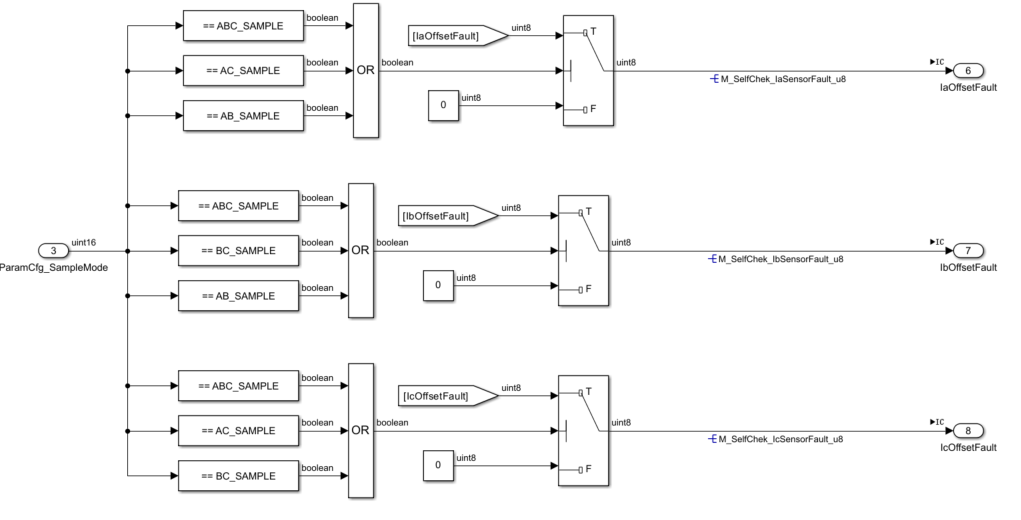 == ABC_SAMPLE
boolean
== AC_SAMPLE
boolean
== AB_SAMPLE
boolean
OR
boolean
[IaOffsetFault]
uint8
0
uint8
T
F
uint8
M_SelfChek_IaSensorFault_u8
IC
6
IaOffsetFault
3
uint16
ParamCfg_SampleMode
== ABC_SAMPLE
boolean
== BC_SAMPLE
boolean
== AB_SAMPLE
boolean
OR
boolean
[IbOffsetFault]
uint8
0
uint8
T
F
uint8
M_SelfChek_IbSensorFault_u8
IC
7
IbOffsetFault
== ABC_SAMPLE
boolean
== AC_SAMPLE
boolean
== BC_SAMPLE
boolean
OR
boolean
[IcOffsetFault]
uint8
0
uint8
T
F
uint8
M_SelfChek_IcSensorFault_u8
IC
8
IcOffsetFault